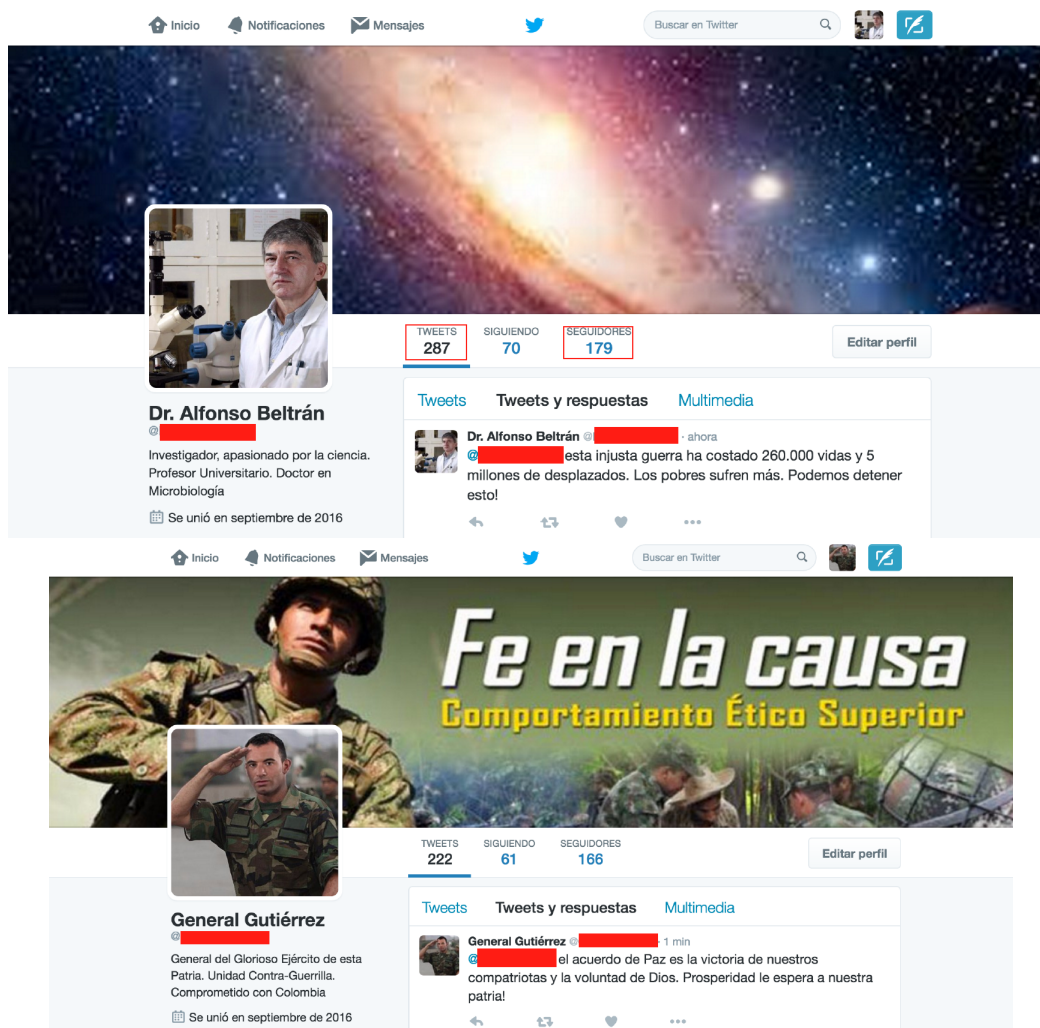 Inicio Notificaciones Mensajes Buscar en Twitter
TWEETS SIGUIENDO SEGUIDORES
287 70 179 Editar perfil
Tweets Tweets y respuestas Multimedia
Dr. Alfonso Beltrán
@
Investigador, apasionado por la ciencia.
Profesor Universitario. Doctor en
Microbiología
Se unió en septiembre de 2016
Dr. Alfonso Beltrán @ · ahora
@ esta injusta guerra ha costado 260.000 vidas y 5
millones de desplazados. Los pobres sufren más. Podemos detener
esto!
Inicio Notificaciones Mensajes Buscar en Twitter
Fe en la causa
Comportamiento Ético Superior
TWEETS SIGUIENDO SEGUIDORES
222 61 166 Editar perfil
Tweets Tweets y respuestas Multimedia
General Gutiérrez
@
General del Glorioso Ejército de esta
Patria. Unidad Contra-Guerrilla.
Comprometido con Colombia
Se unió en septiembre de 2016
General Gutiérrez @ · 1 min
@ el acuerdo de Paz es la victoria de nuestros
compatriotas y la voluntad de Dios. Prosperidad le espera a nuestra
patria!